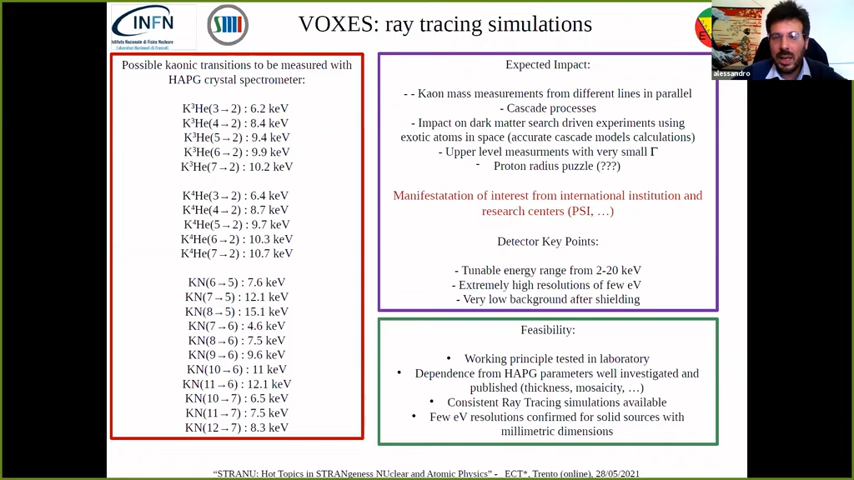 INFN
Istituto Nazionale di Fisica Nucleare
SMI
VOXES: ray tracing simulations
alessandro
Possible kaonic transitions to be measured with
HAPG crystal spectrometer:
K³He(3→2) : 6.2 keV
K³He(4→2) : 8.4 keV
K³He(5→2) : 9.4 keV
K³He(6→2) : 9.9 keV
K³He(7→2) : 10.2 keV
K⁴He(3→2) : 6.4 keV
K⁴He(4→2) : 8.7 keV
K⁴He(5→2) : 9.7 keV
K⁴He(6→2) : 10.3 keV
K⁴He(7→2) : 10.7 keV
KN(6→5) : 7.6 keV
KN(7→5) : 12.1 keV
KN(8→5) : 15.1 keV
KN(7→6) : 4.6 keV
KN(8→6) : 7.5 keV
KN(9→6) : 9.6 keV
KN(10→6) : 11 keV
KN(11→6) : 12.1 keV
KN(10→7) : 6.5 keV
KN(11→7) : 7.5 keV
KN(12→7) : 8.3 keV
Expected Impact:
- - Kaon mass measurements from different lines in parallel
- Cascade processes
- Impact on dark matter search driven experiments using
exotic atoms in space (accurate cascade models calculations)
- Upper level measurments with very small Γ
- Proton radius puzzle (???)
Manifestatation of interest from international institution and
research centers (PSI, …)
Detector Key Points:
- Tunable energy range from 2-20 keV
- Extremely high resolutions of few eV
- Very low background after shielding
Feasibility:
• Working principle tested in laboratory
• Dependence from HAPG parameters well investigated and
published (thickness, mosaicity, …)
• Consistent Ray Tracing simulations available
• Few eV resolutions confirmed for solid sources with
millimetric dimensions
"STRANU: Hot Topics in STRANgeness NUclear and Atomic Physics" - ECT*, Trento (online), 28/05/2021